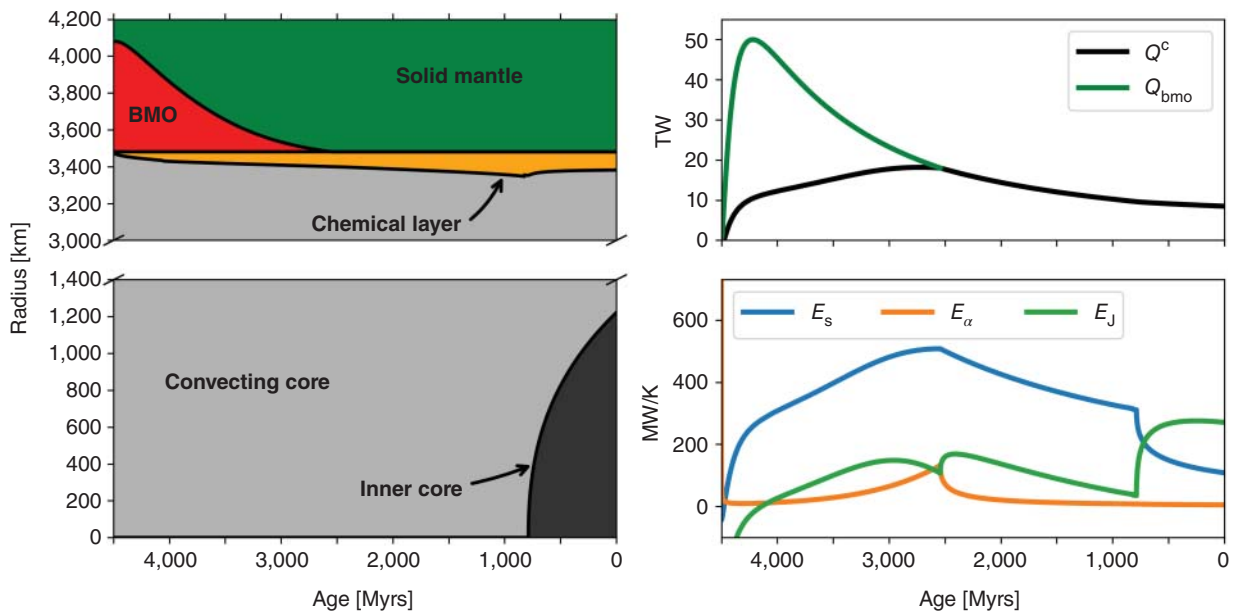 4,200
4,000
3,800
3,600
3,400
3,200
3,000
Solid mantle
BMO
Chemical layer
1,400
1,200
1,000
800
600
400
200
0
Radius [km]
Convecting core
Inner core
4,000 3,000 2,000 1,000 0
Age [Myrs]
50
40
30
20
10
0
TW
Q^c
Q_bmo
600
400
200
0
MW/K
E_s E_α E_J
4,000 3,000 2,000 1,000 0
Age [Myrs]